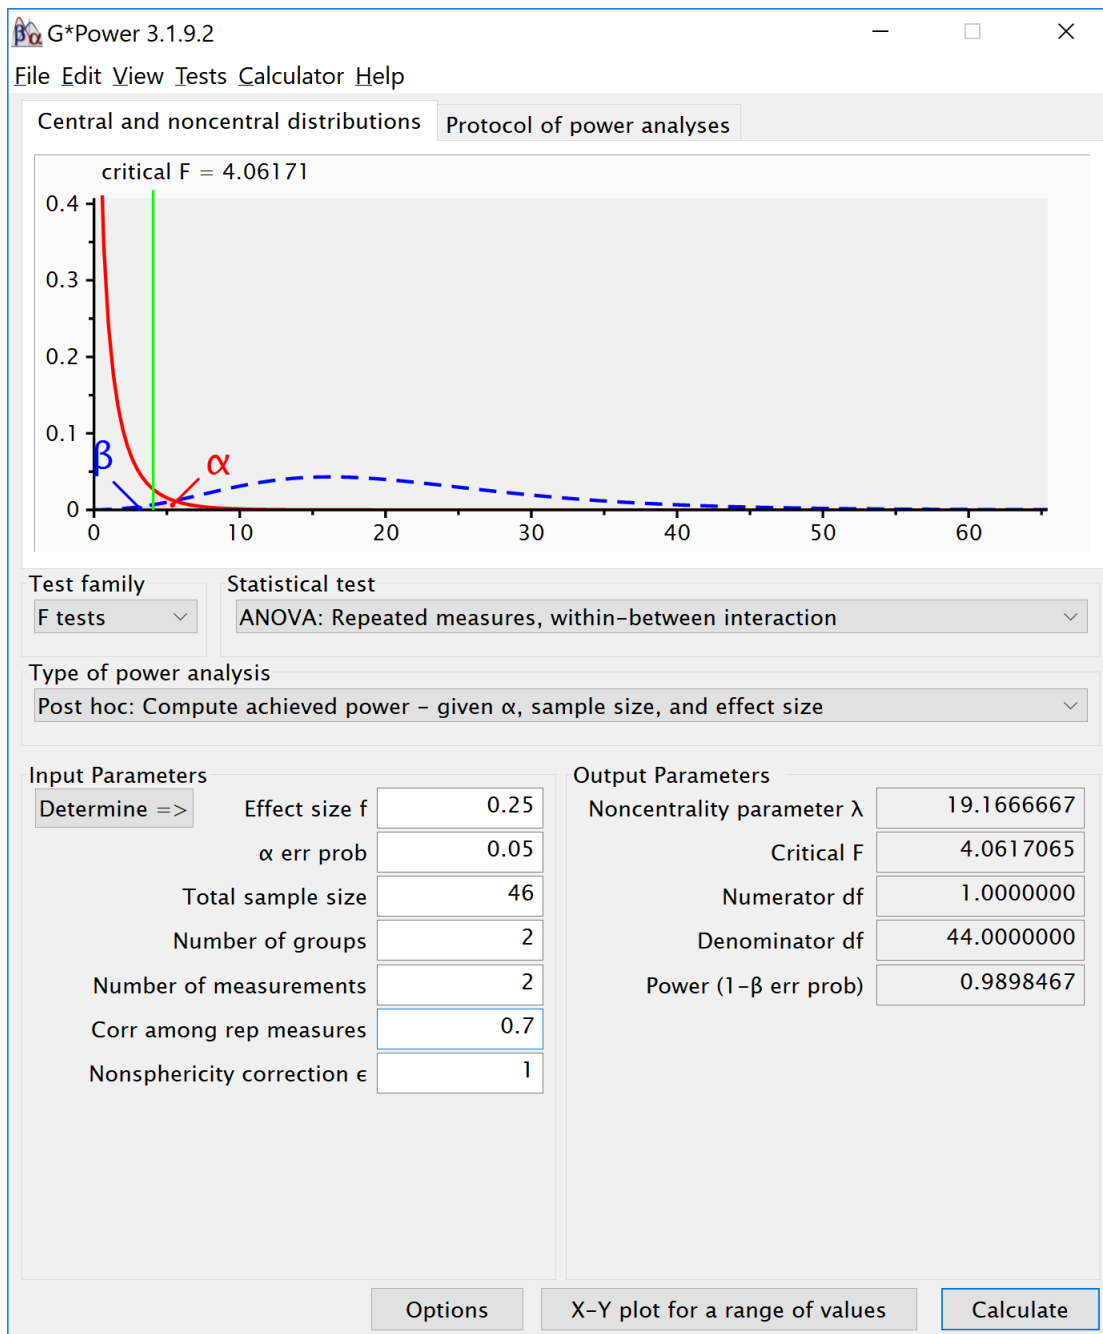 G*Power 3.1.9.2
File Edit View Tests Calculator Help
Central and noncentral distributions Protocol of power analyses
critical F = 4.06171
0.4
0.3
0.2
0.1
β α
0
0 10 20 30 40 50 60
Test family Statistical test
F tests ANOVA: Repeated measures, within-between interaction
Type of power analysis
Post hoc: Compute achieved power - given α, sample size, and effect size
Input Parameters Output Parameters
Determine => Effect size f 0.25 Noncentrality parameter λ 19.1666667
α err prob 0.05 Critical F 4.0617065
Total sample size 46 Numerator df 1.0000000
Number of groups 2 Denominator df 44.0000000
Number of measurements 2 Power (1-β err prob) 0.9898467
Corr among rep measures 0.7
Nonsphericity correction ϵ 1
Options X-Y plot for a range of values Calculate